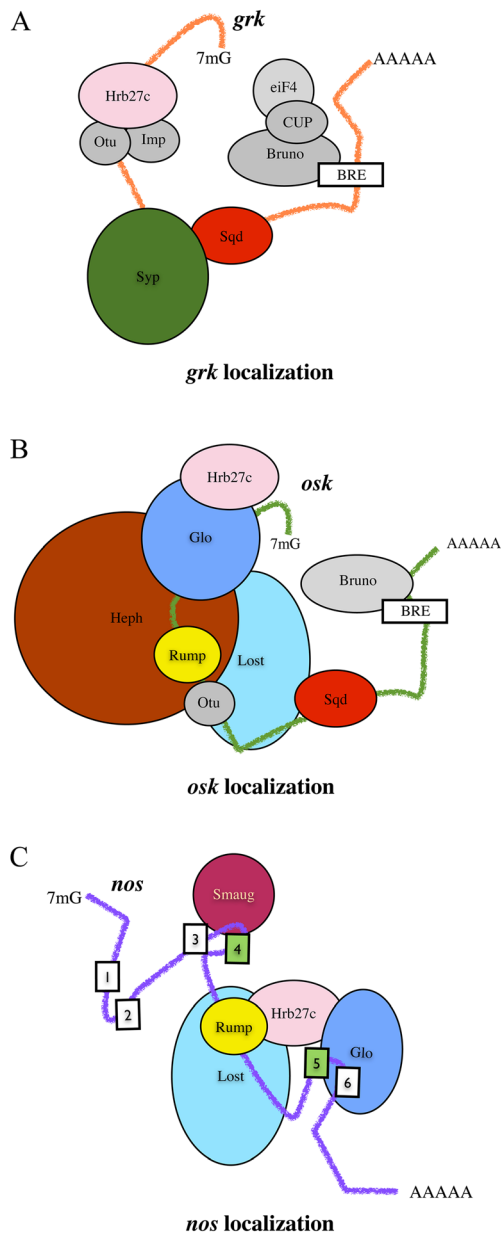 A
grk
7mG
AAAAA
eiF4
Hrb27c
CUP
Otu
Imp
Bruno
BRE
Sqd
Syp
grk localization
B
Hrb27c
osk
Glo
7mG
AAAAA
Bruno
BRE
Heph
Rump
Lost
Otu
Sqd
osk localization
C
nos
Smaug
7mG
3
4
1
2
Hrb27c
Rump
Glo
5
Lost
6
AAAAA
nos localization